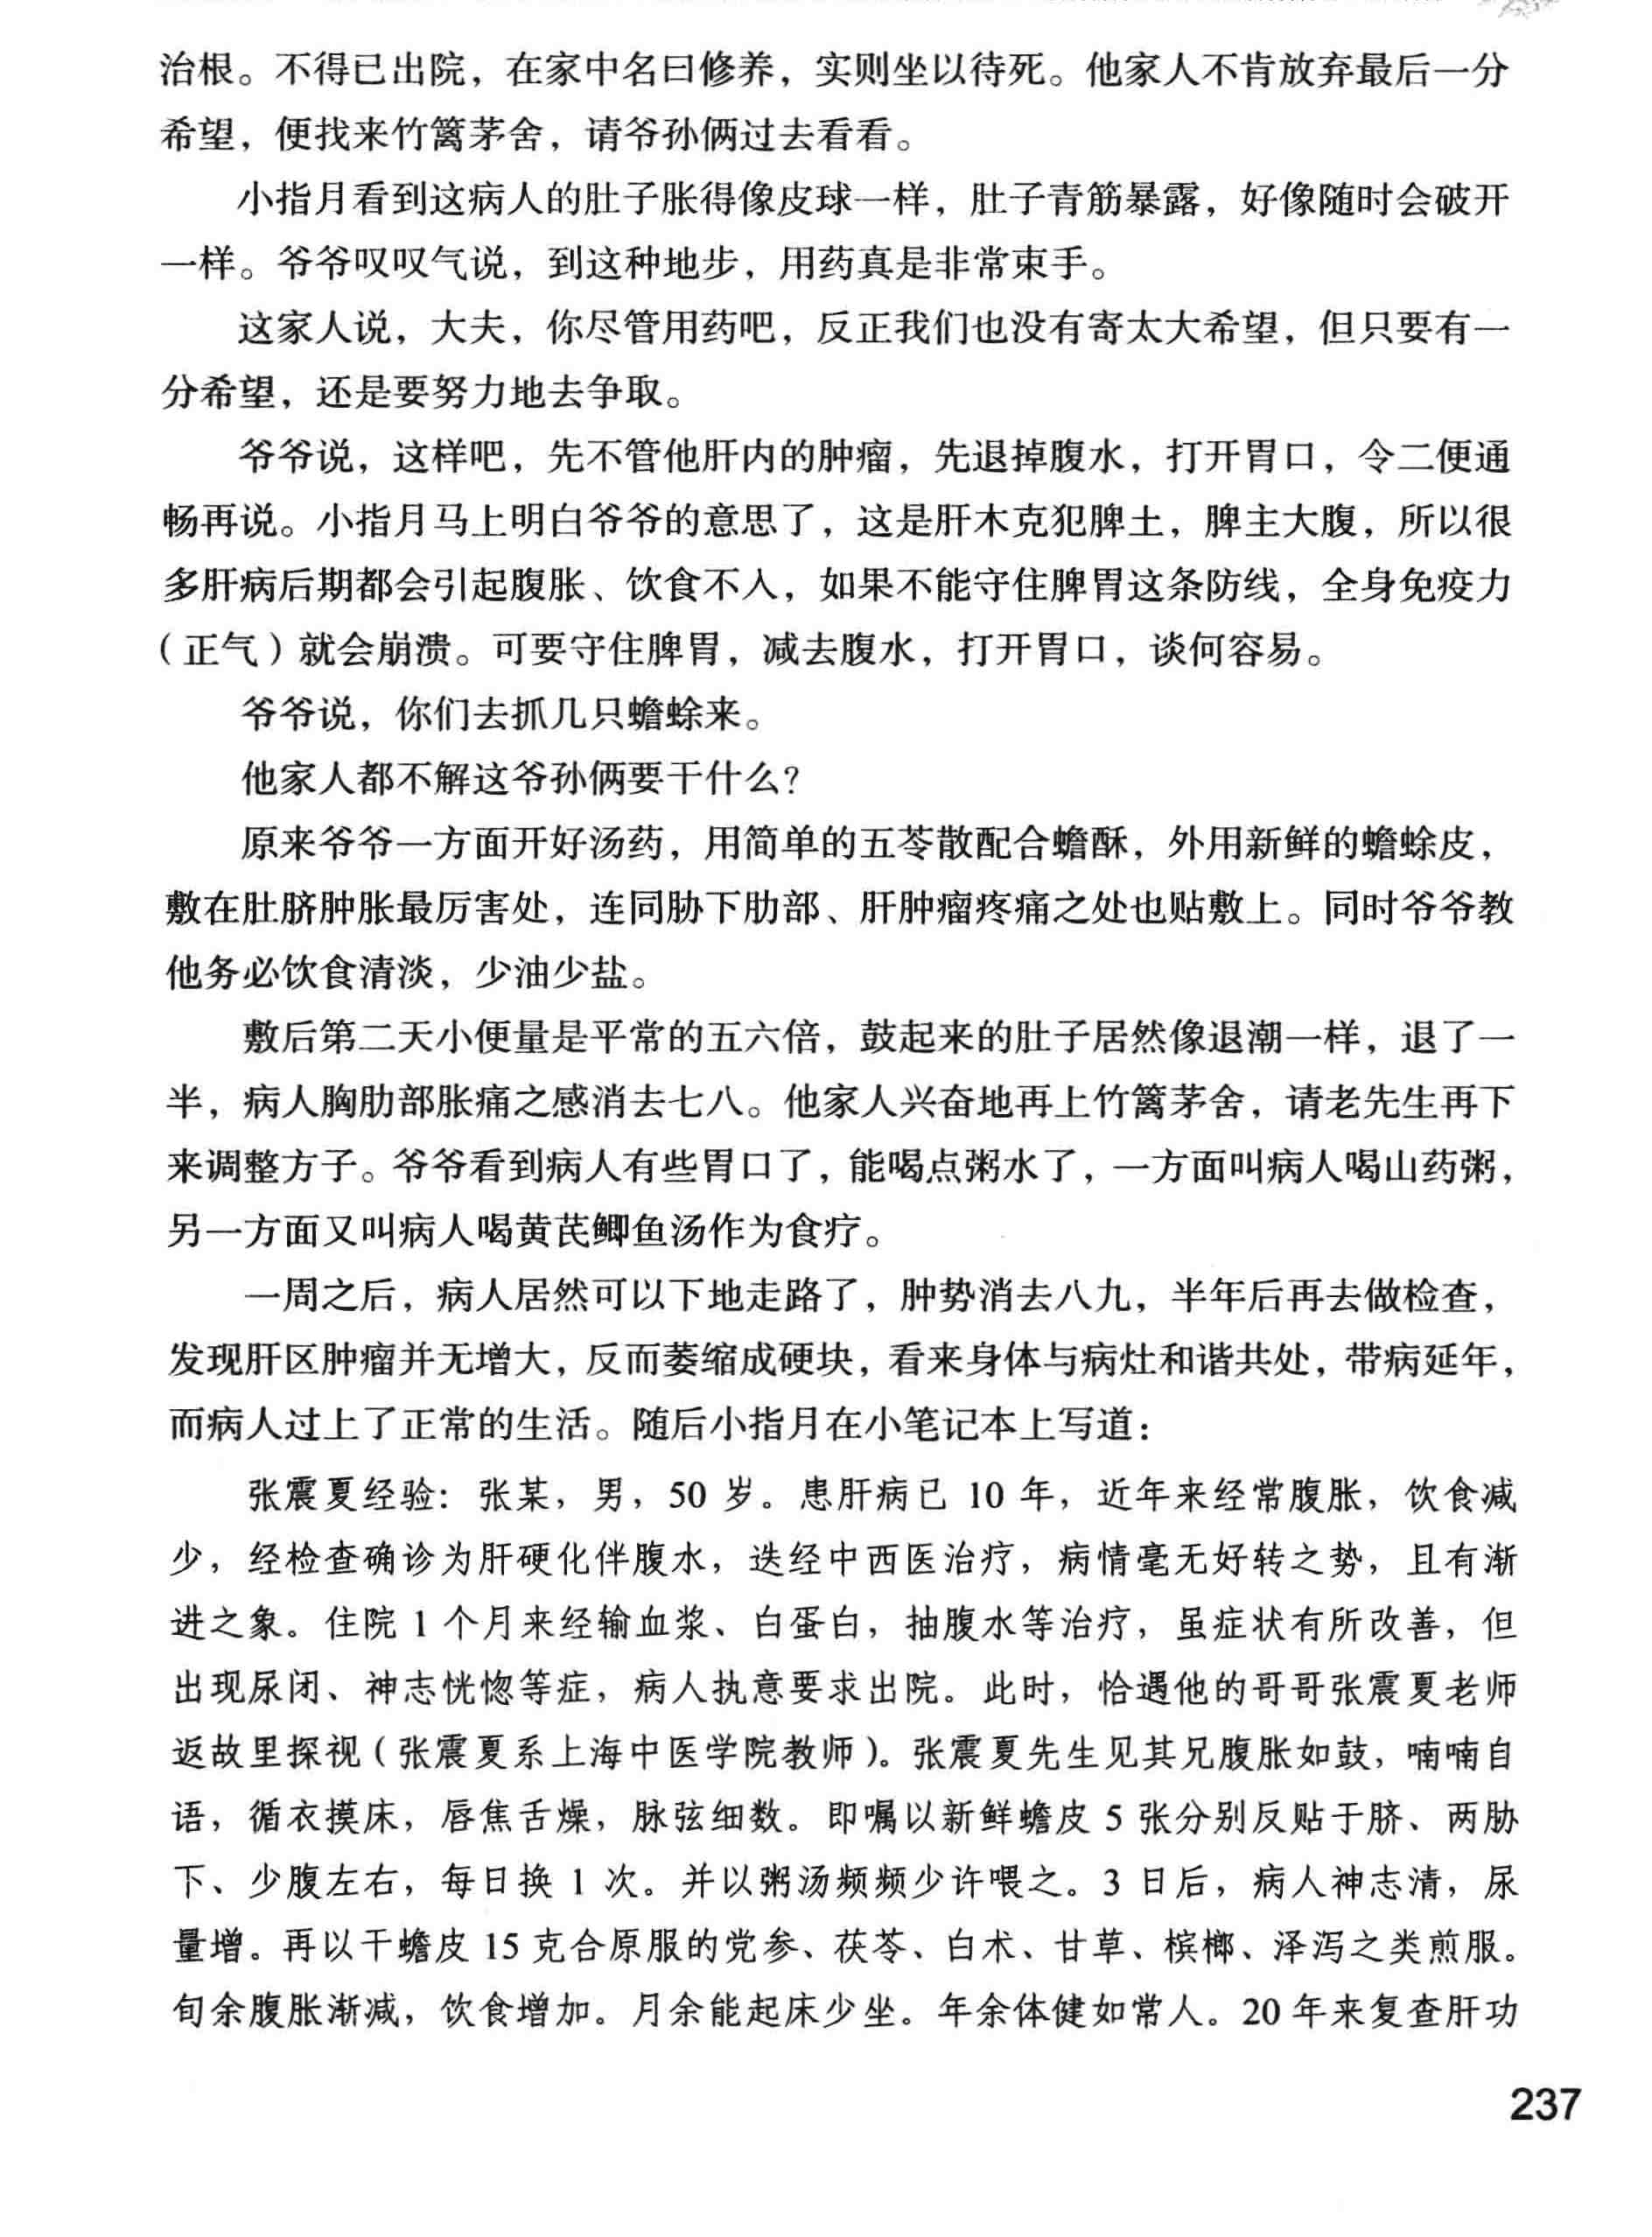 治根。不得已出院，在家中名曰修养，实则坐以待死。他家人不肯放弃最后一分
希望，便找来竹篱茅舍，请爷孙俩过去看看。
小指月看到这病人的肚子胀得像皮球一样，肚子青筋暴露，好像随时会破开
一样。爷爷叹叹气说，到这种地步，用药真是非常束手。
这家人说，大夫，你尽管用药吧，反正我们也没有寄太大希望，但只要有一
分希望，还是要努力地去争取。
爷爷说，这样吧，先不管他肝内的肿瘤，先退掉腹水，打开胃口，令二便通
畅再说。小指月马上明白爷爷的意思了，这是肝木克犯脾土，脾主大腹，所以很
多肝病后期都会引起腹胀、饮食不入，如果不能守住脾胃这条防线，全身免疫力
（正气）就会崩溃。可要守住脾胃，减去腹水，打开胃口，谈何容易。
爷爷说，你们去抓几只蟾蜍来。
他家人都不解这爷孙俩要干什么？
原来爷爷一方面开好汤药，用简单的五苓散配合蟾酥，外用新鲜的蟾蜍皮，
敷在肚脐肿胀最厉害处，连同胁下肋部、肝肿瘤疼痛之处也贴敷上。同时爷爷教
他务必饮食清淡，少油少盐。
敷后第二天小便量是平常的五六倍，鼓起来的肚子居然像退潮一样，退了一
半，病人胸肋部胀痛之感消去七八。他家人兴奋地再上竹篱茅舍，请老先生再下
来调整方子。爷爷看到病人有些胃口了，能喝点粥水了，一方面叫病人喝山药粥，
另一方面又叫病人喝黄芪鲫鱼汤作为食疗。
一周之后，病人居然可以下地走路了，肿势消去八九，半年后再去做检查，
发现肝区肿瘤并无增大，反而萎缩成硬块，看来身体与病灶和谐共处，带病延年，
而病人过上了正常的生活。随后小指月在小笔记本上写道：
张震夏经验：张某，男，50 岁。患肝病已 10 年，近年来经常腹胀，饮食减
少，经检查确诊为肝硬化伴腹水，迭经中西医治疗，病情毫无好转之势，且有渐
进之象。住院 1 个月来经输血浆、白蛋白，抽腹水等治疗，虽症状有所改善，但
出现尿闭、神志恍惚等症，病人执意要求出院。此时，恰遇他的哥哥张震夏老师
返故里探视（张震夏系上海中医学院教师）。张震夏先生见其兄腹胀如鼓，喃喃自
语，循衣摸床，唇焦舌燥，脉弦细数。即嘱以新鲜蟾皮 5 张分别反贴于脐、两胁
下、少腹左右，每日换 1 次。并以粥汤频频少许喂之。3 日后，病人神志清，尿
量增。再以干蟾皮 15 克合原服的党参、茯苓、白术、甘草、槟榔、泽泻之类煎服。
旬余腹胀渐减，饮食增加。月余能起床少坐。年余体健如常人。20 年来复查肝功
237